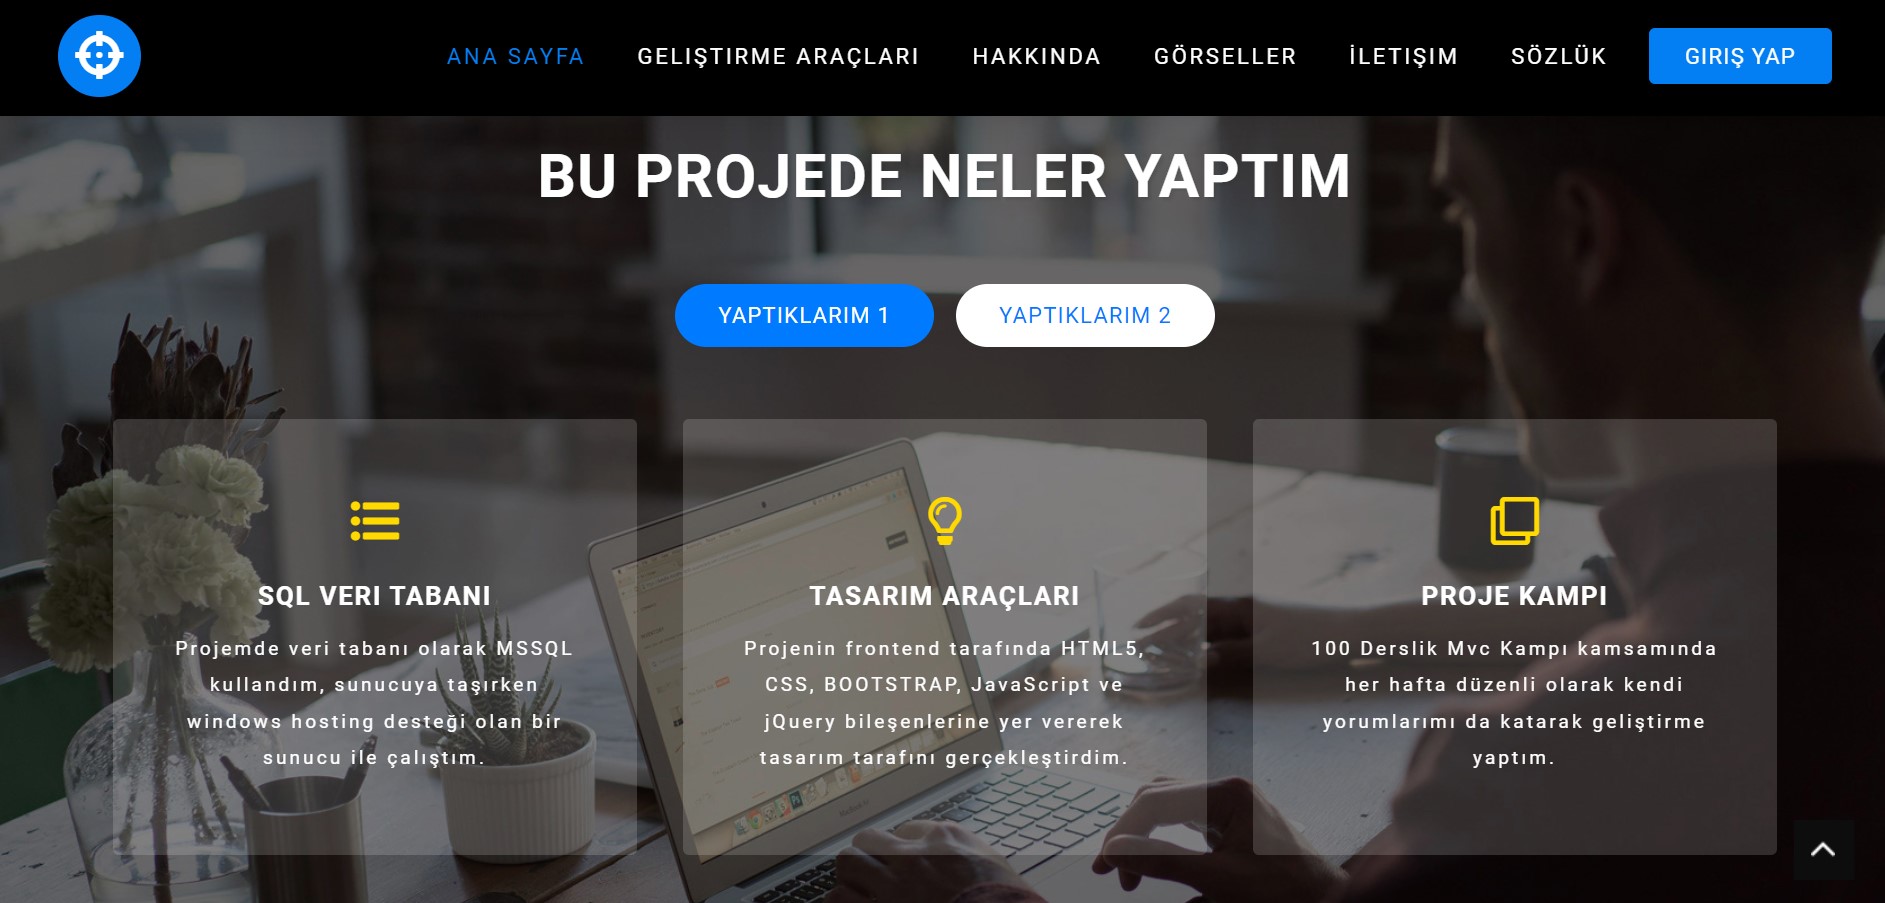 ANA SAYFA GELIŞTIRME ARAÇLARI HAKKINDA GÖRSELLER İLETIŞIM SÖZLÜK GIRIŞ YAP
BU PROJEDE NELER YAPTIM
YAPTIKLARIM 1 YAPTIKLARIM 2
SQL VERI TABANI
Projemde veri tabanı olarak MSSQL
kullandım, sunucuya taşırken
windows hosting desteği olan bir
sunucu ile çalıştım.
TASARIM ARAÇLARI
Projenin frontend tarafında HTML5,
CSS, BOOTSTRAP, JavaScript ve
jQuery bileşenlerine yer vererek
tasarım tarafını gerçekleştirdim.
PROJE KAMPI
100 Derslik Mvc Kampı kamsamında
her hafta düzenli olarak kendi
yorumlarımı da katarak geliştirme
yaptım.